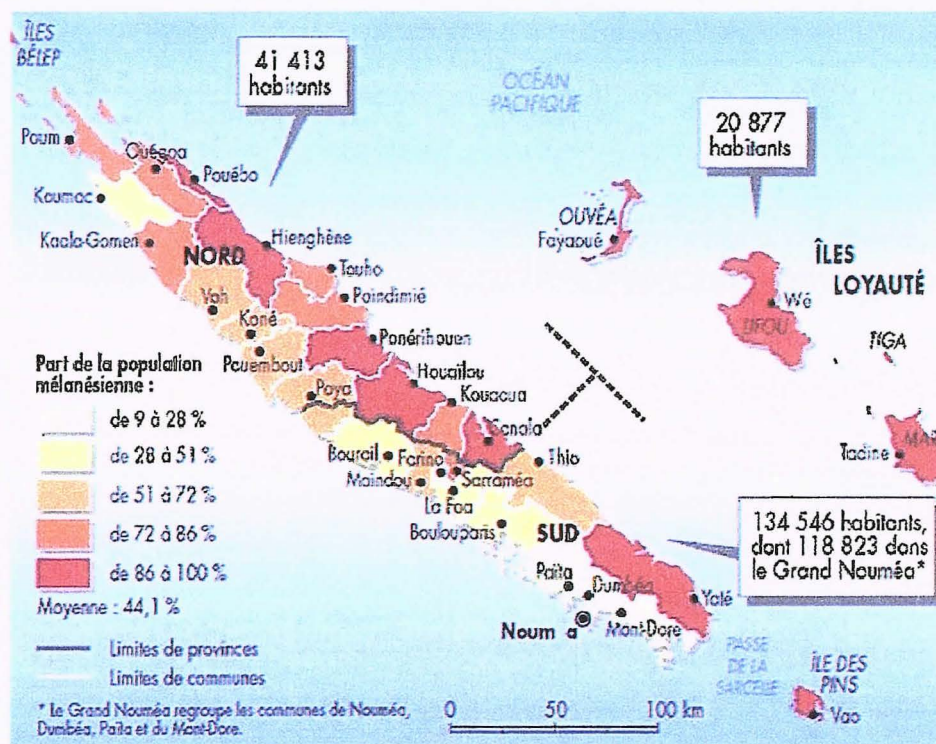 ÎLES
BÉLEP
41 413
habitants
OCÉAN
PACIFIQUE
20 877
habitants
Poum
Ouégoa
Pouébo
Koumac
OUVÉA
Fayaoué
Kaala-Gomen
Hienghène
NORD
Touho
ÎLES
LOYAUTÉ
Voh
Poindimié
Wé
LIFOU
Koné
TIGA
Ponérihouen
Pouembout
Part de la population
mélanésienne :
Houaïlou
Poya
Kouaoua
de 9 à 28 %
Canala
MAR
Tadine
de 28 à 51 %
Bourail
Farino
Thio
Moindou
Sarraméa
de 51 à 72 %
La Foa
Boulouparis
SUD
de 72 à 86 %
134 546 habitants,
dont 118 823 dans
le Grand Nouméa*
de 86 à 100 %
Païta
Dumbéa
Yaté
Moyenne : 44,1 %
Noum a
Mont-Dore
Limites de provinces
PASSE
DE LA
SARCELLE
ÎLE DES
PINS
Limites de communes
Vao
* Le Grand Nouméa regroupe les communes de Nouméa,
Dumbéa, Païta et du Mont-Dore.
0 50 100 km